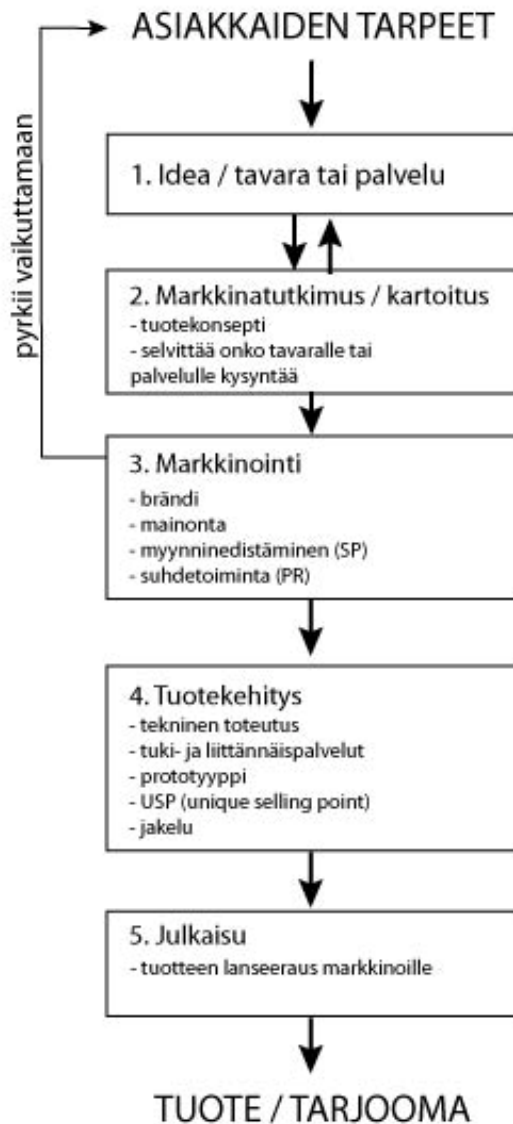 ASIAKKAIDEN TARPEET
pyrkii vaikuttamaan
1. Idea / tavara tai palvelu
2. Markkinatutkimus / kartoitus
- tuotekonsepti
- selvittää onko tavaralle tai
palvelulle kysyntää
3. Markkinointi
- brändi
- mainonta
- myynninedistäminen (SP)
- suhdetoiminta (PR)
4. Tuotekehitys
- tekninen toteutus
- tuki- ja liittännäispalvelut
- prototyyppi
- USP (unique selling point)
- jakelu
5. Julkaisu
- tuotteen lanseeraus markkinoille
TUOTE / TARJOOMA